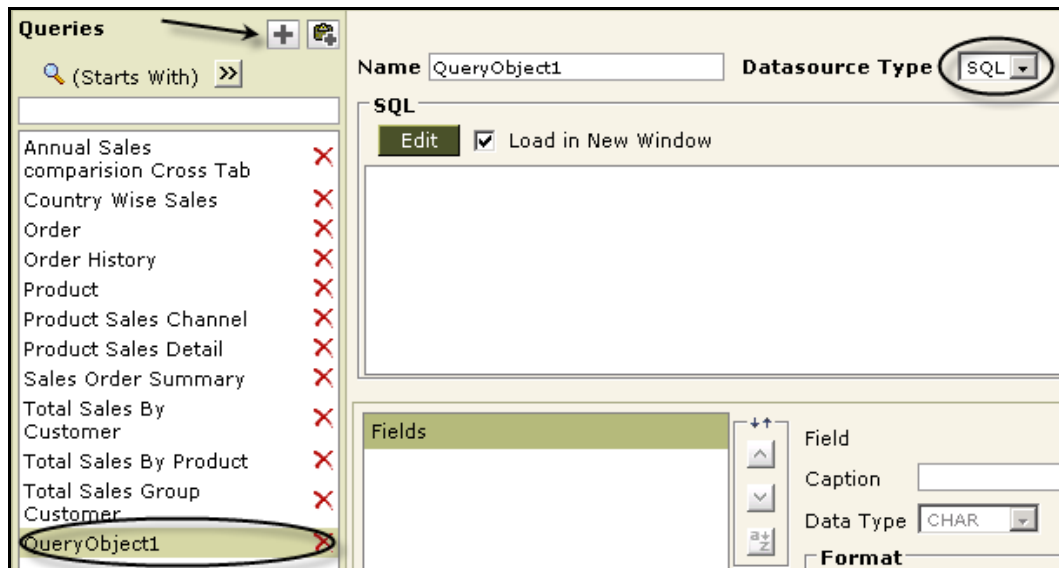 Queries
(Starts With) >>
Annual Sales
comparision Cross Tab
Country Wise Sales
Order
Order History
Product
Product Sales Channel
Product Sales Detail
Sales Order Summary
Total Sales By
Customer
Total Sales By Product
Total Sales Group
Customer
QueryObject1
Name QueryObject1 Datasource Type SQL
SQL
Edit Load in New Window
Fields
Field
Caption
Data Type CHAR
Format
a z